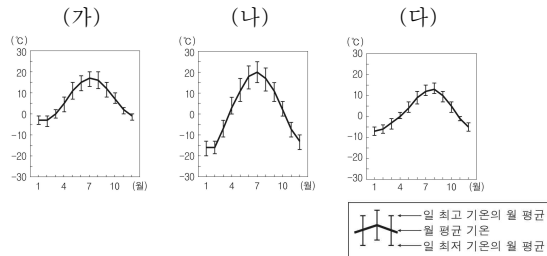 (가) (나) (다)
(℃) (℃) (℃)
30 30 30
20 20 20
10 10 10
0 0 0
-10 -10 -10
-20 -20 -20
-30 -30 -30
1 4 7 10 (월) 1 4 7 10 (월) 1 4 7 10 (월)
일 최고 기온의 월 평균
월 평균 기온
일 최저 기온의 월 평균